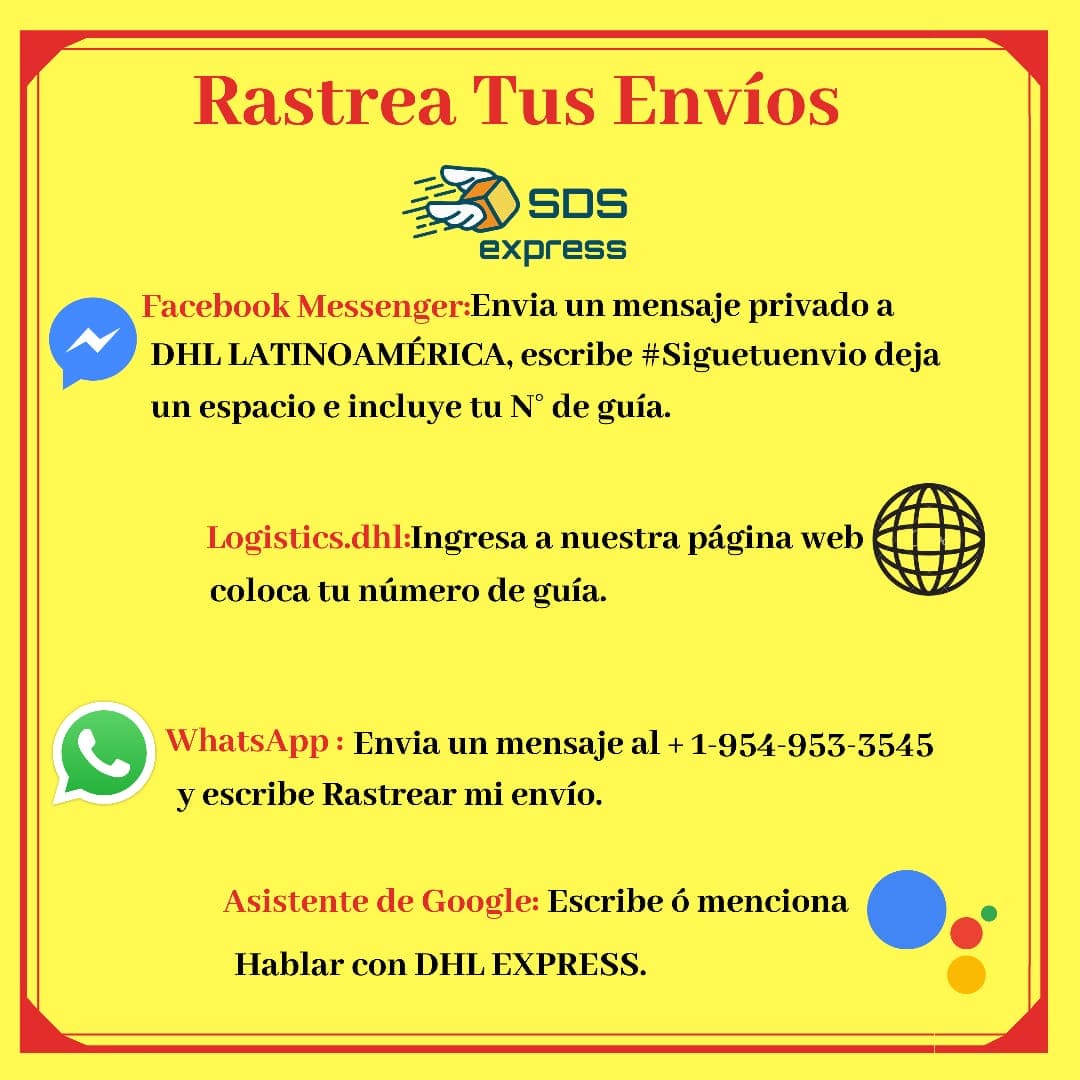 Rastrea Tus Envíos
SDS
express
Facebook Messenger:Envia un mensaje privado a
DHL LATINOAMÉRICA, escribe #Siguetuenvio deja
un espacio e incluye tu N° de guía.
Logistics.dhl:Ingresa a nuestra página web
coloca tu número de guía.
WhatsApp : Envia un mensaje al + 1-954-953-3545
y escribe Rastrear mi envío.
Asistente de Google: Escribe ó menciona
Hablar con DHL EXPRESS.